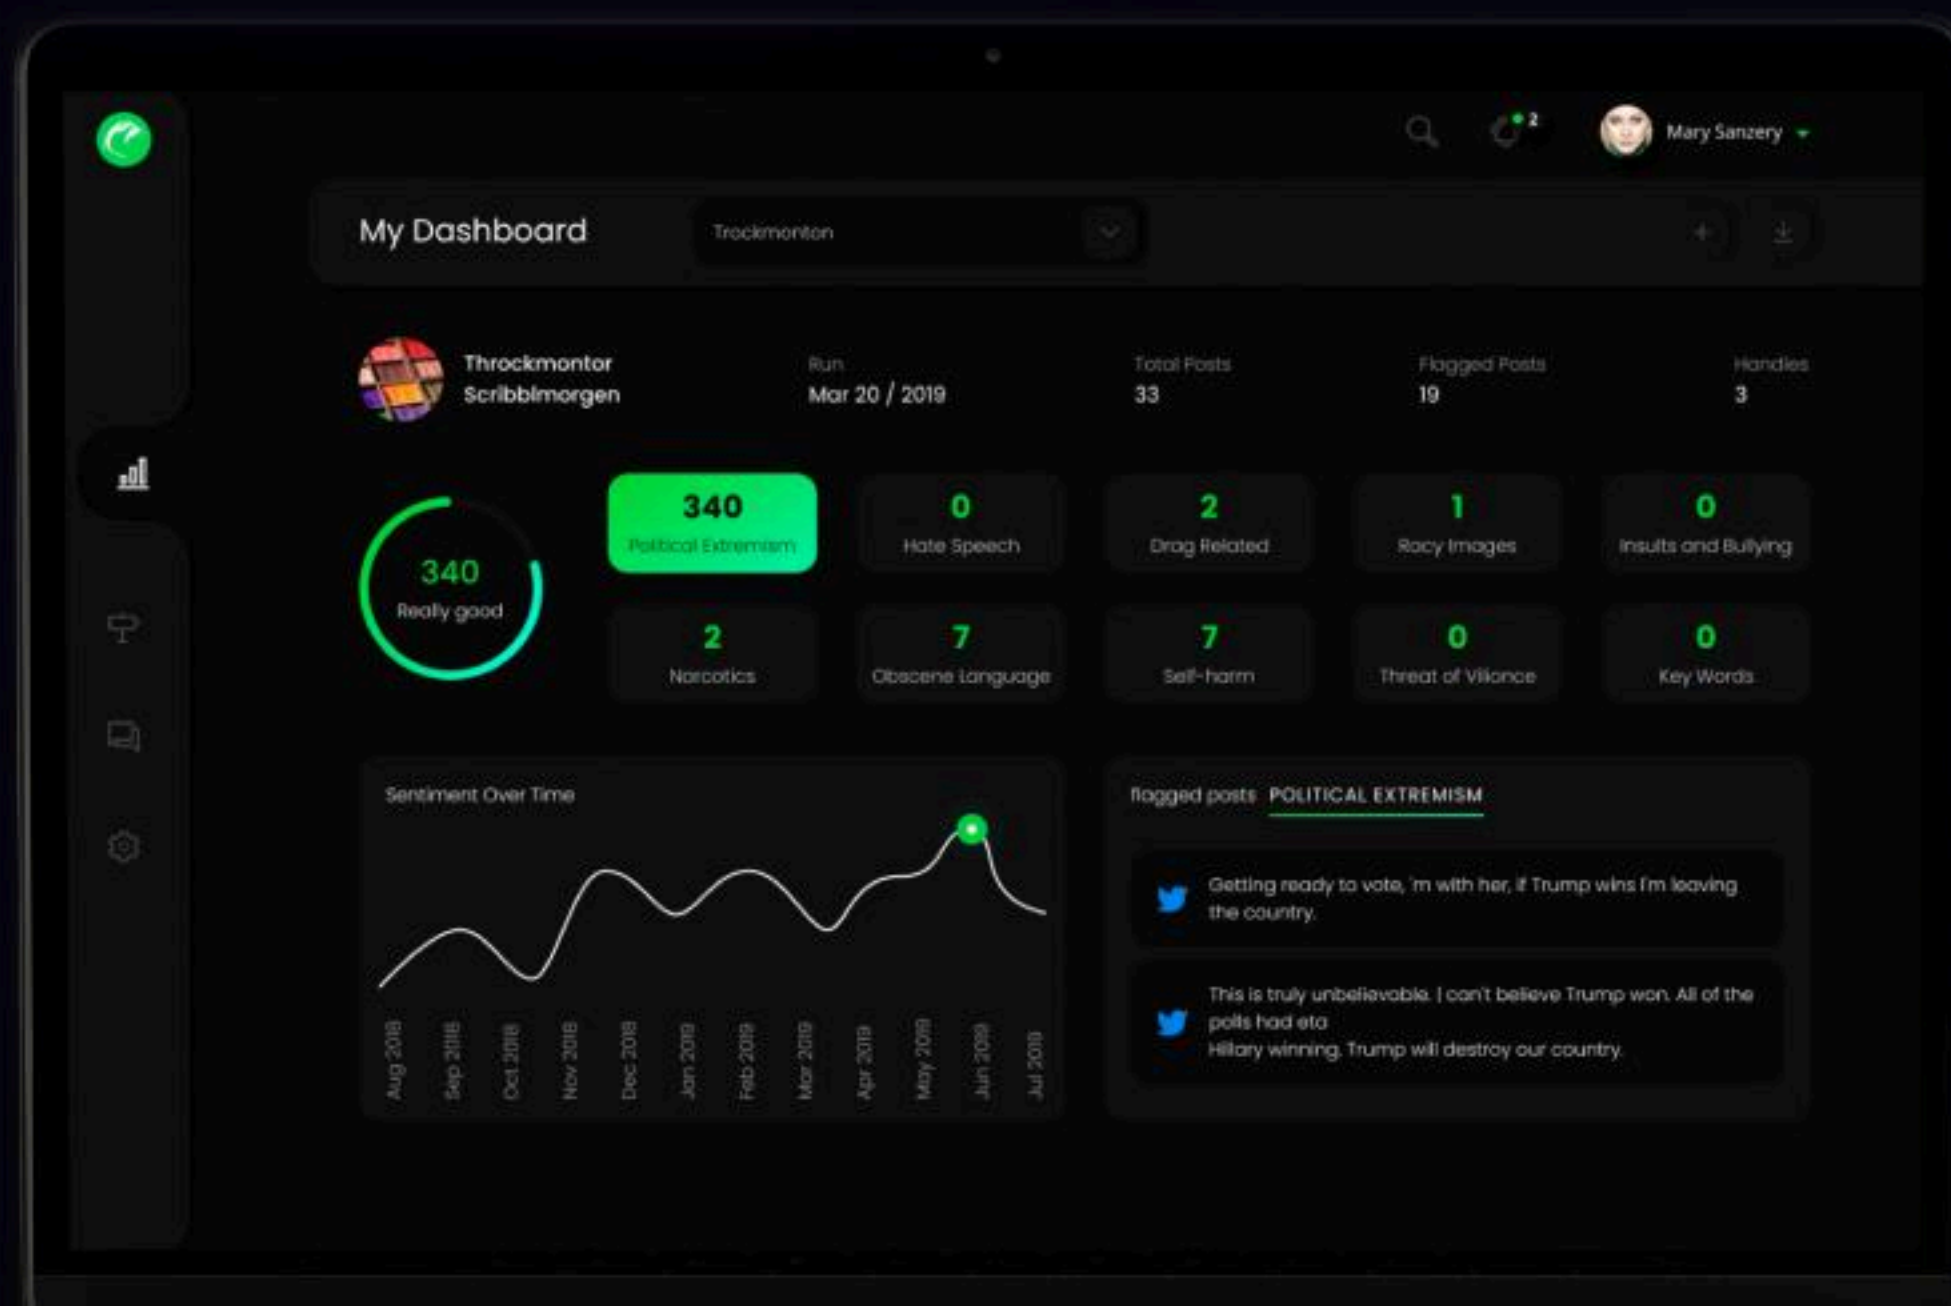 2
Mary Sanzery
My Dashboard
Trockmonton
Throckmontor
Scribblmorgen
Run
Mar 20 / 2019
Total Posts
33
Flagged Posts
19
Handles
3
340
Really good
340
Political Extremism
0
Hate Speech
2
Drag Related
1
Racy Images
0
Insults and Bullying
2
Narcotics
7
Obscene Language
7
Self-harm
0
Threat of Vilionce
0
Key Words
Sentiment Over Time
Aug 2018
Sep 2018
Oct 2018
Nov 2018
Dec 2018
Jan 2019
Feb 2019
Mar 2019
Apr 2019
May 2019
Jun 2019
Jul 2019
flagged posts POLITICAL EXTREMISM
Getting ready to vote, 'm with her, if Trump wins I'm leaving
the country.
This is truly unbelievable. I can't believe Trump won. All of the
polls had eta
Hillary winning. Trump will destroy our country.